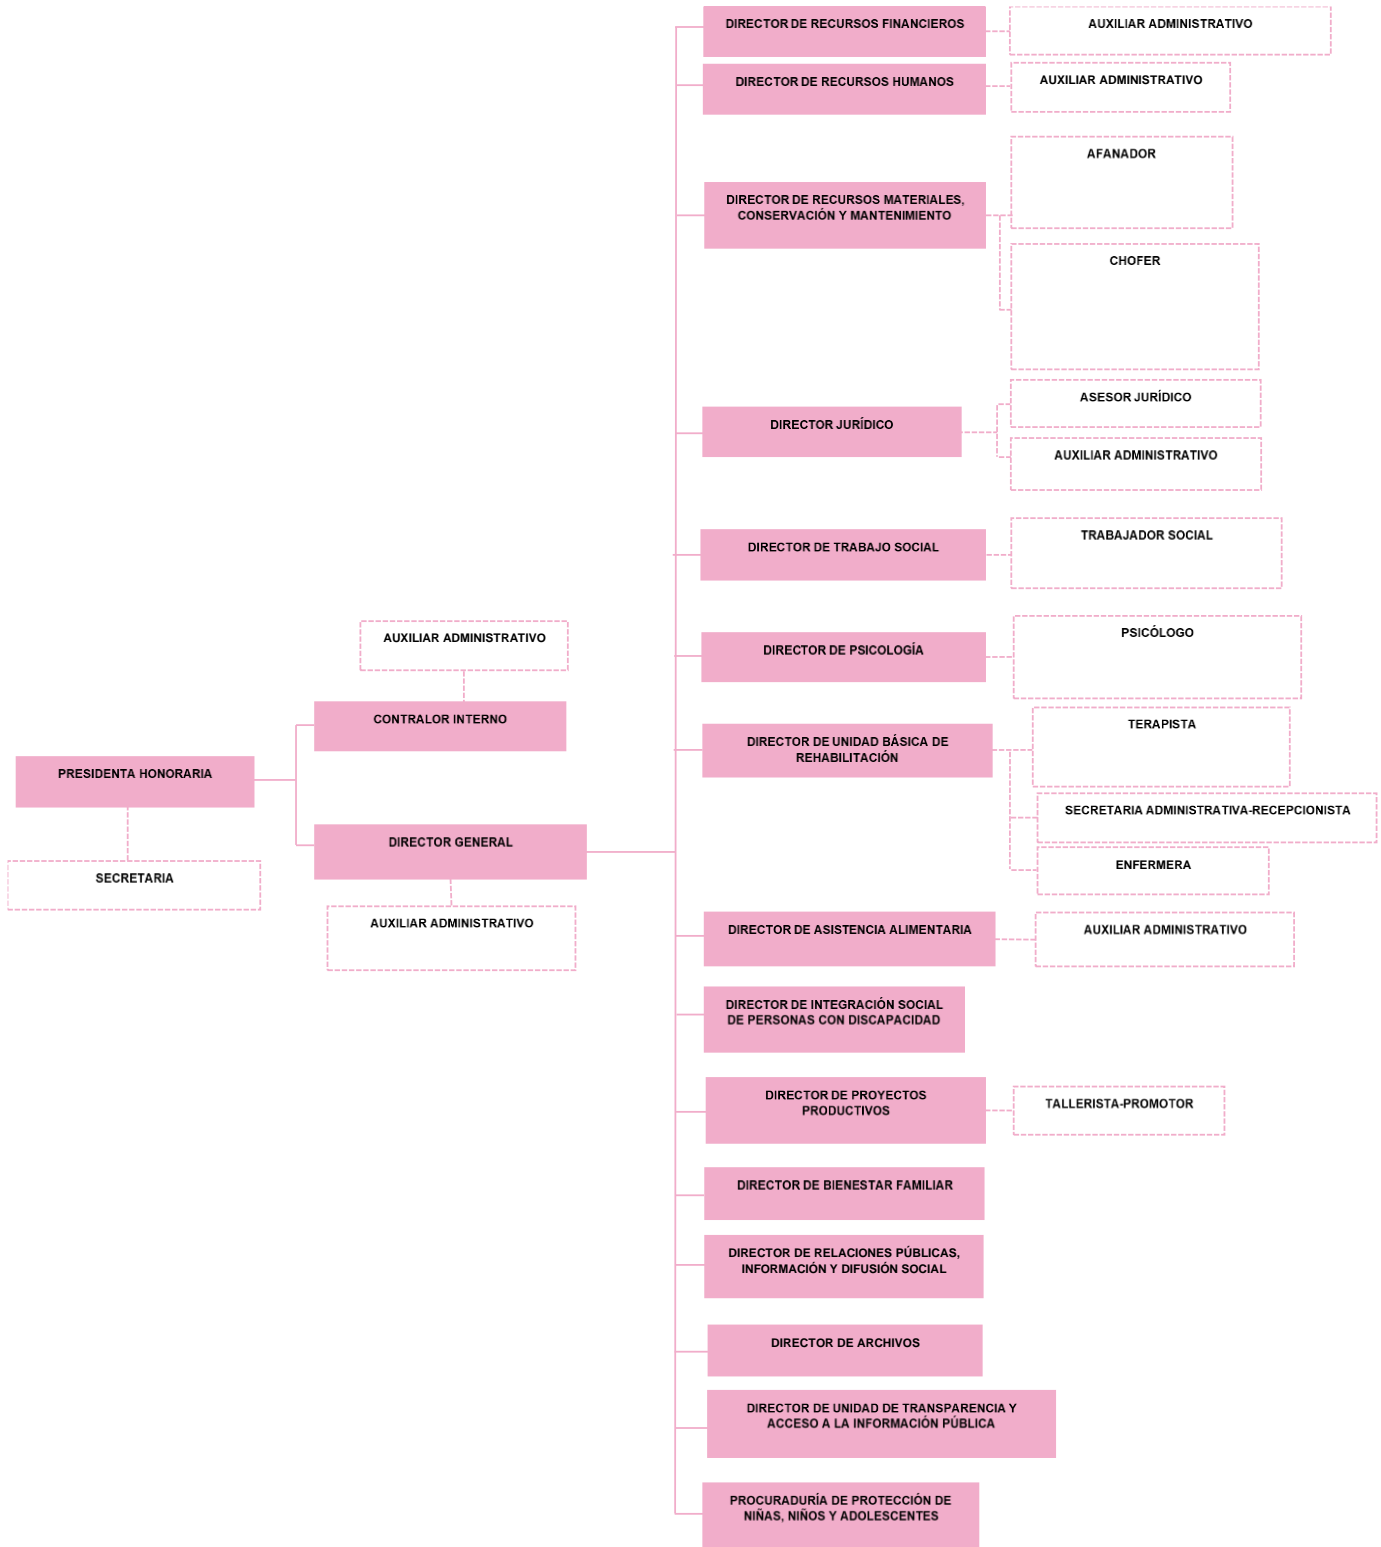 DIRECTOR DE RECURSOS FINANCIEROS
AUXILIAR ADMINISTRATIVO
DIRECTOR DE RECURSOS HUMANOS
AUXILIAR ADMINISTRATIVO
AFANADOR
DIRECTOR DE RECURSOS MATERIALES,
CONSERVACIÓN Y MANTENIMIENTO
CHOFER
ASESOR JURÍDICO
DIRECTOR JURÍDICO
AUXILIAR ADMINISTRATIVO
TRABAJADOR SOCIAL
DIRECTOR DE TRABAJO SOCIAL
AUXILIAR ADMINISTRATIVO
PSICÓLOGO
DIRECTOR DE PSICOLOGÍA
CONTRALOR INTERNO
TERAPISTA
DIRECTOR DE UNIDAD BÁSICA DE
REHABILITACIÓN
PRESIDENTA HONORARIA
SECRETARIA ADMINISTRATIVA-RECEPCIONISTA
DIRECTOR GENERAL
ENFERMERA
SECRETARIA
AUXILIAR ADMINISTRATIVO
DIRECTOR DE ASISTENCIA ALIMENTARIA
AUXILIAR ADMINISTRATIVO
DIRECTOR DE INTEGRACIÓN SOCIAL
DE PERSONAS CON DISCAPACIDAD
DIRECTOR DE PROYECTOS
PRODUCTIVOS
TALLERISTA-PROMOTOR
DIRECTOR DE BIENESTAR FAMILIAR
DIRECTOR DE RELACIONES PÚBLICAS,
INFORMACIÓN Y DIFUSIÓN SOCIAL
DIRECTOR DE ARCHIVOS
DIRECTOR DE UNIDAD DE TRANSPARENCIA Y
ACCESO A LA INFORMACIÓN PÚBLICA
PROCURADURÍA DE PROTECCIÓN DE
NIÑAS, NIÑOS Y ADOLESCENTES